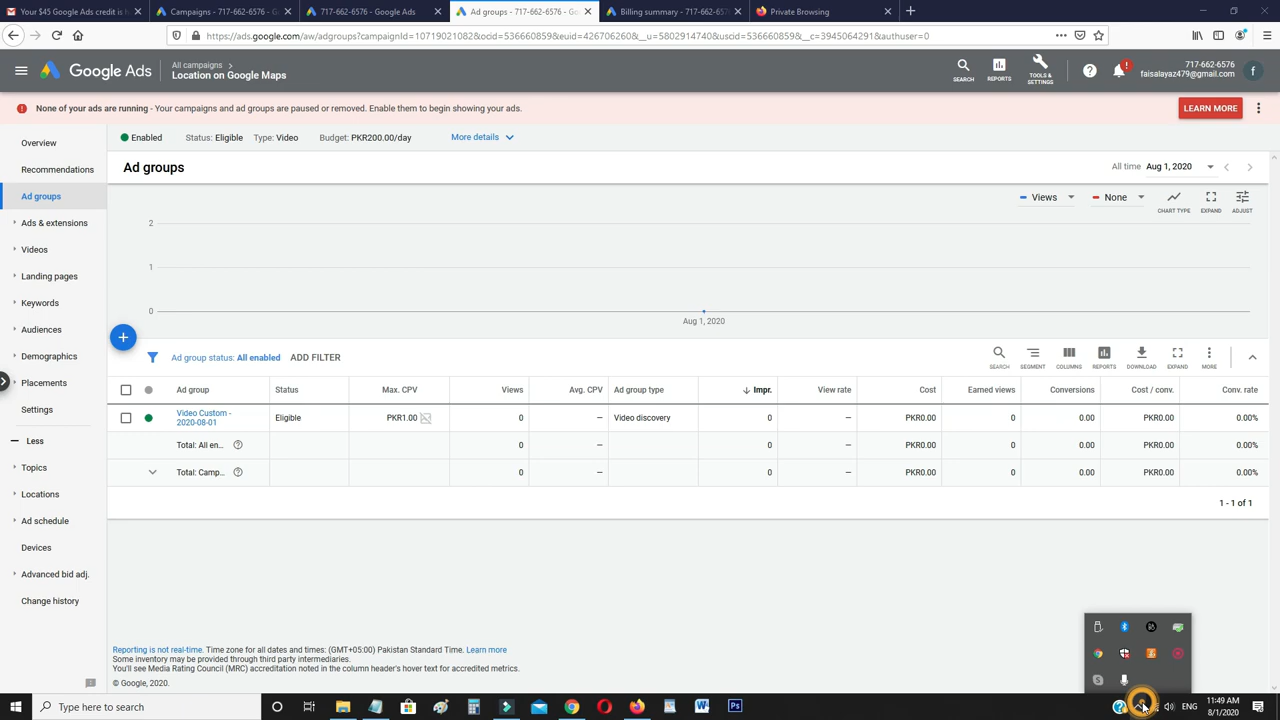 Your $45 Google Ads credit is h
Campaigns - 717-662-6576 - Go
717-662-6576 - Google Ads
Ad groups - 717-662-6576 - Go
Billing summary - 717-662-6576
Private Browsing
https://ads.google.com/aw/adgroups?campaignId=10719021082&ocid=536660859&euid=426706260&__u=5802914740&uscid=536660859&__c=3945064291&authuser=0
Google Ads
All campaigns
Location on Google Maps
SEARCH
REPORTS
TOOLS &
SETTINGS
717-662-6576
faisalayaz479@gmail.com
f
None of your ads are running - Your campaigns and ad groups are paused or removed. Enable them to begin showing your ads.
LEARN MORE
Overview
Recommendations
Ad groups
Ads & extensions
Videos
Landing pages
Keywords
Audiences
Demographics
Placements
Settings
Less
Topics
Locations
Ad schedule
Devices
Advanced bid adj.
Change history
Enabled Status: Eligible Type: Video Budget: PKR200.00/day More details
Ad groups
All time Aug 1, 2020
Views None
CHART TYPE EXPAND ADJUST
2
1
0
Aug 1, 2020
Ad group status: All enabled ADD FILTER
SEARCH SEGMENT COLUMNS REPORTS DOWNLOAD EXPAND MORE
Ad group Status Max. CPV Views Avg. CPV Ad group type Impr. View rate Cost Earned views Conversions Cost / conv. Conv. rate
Video Custom -
2020-08-01
Eligible PKR1.00 0 — Video discovery 0 — PKR0.00 0 0.00 PKR0.00 0.00%
Total: All en... 0 — 0 — PKR0.00 0 0.00 PKR0.00 0.00%
Total: Camp... 0 — 0 — PKR0.00 0 0.00 PKR0.00 0.00%
1 - 1 of 1
Reporting is not real-time. Time zone for all dates and times: (GMT+05:00) Pakistan Standard Time. Learn more
Some inventory may be provided through third party intermediaries.
You'll see Media Rating Council (MRC) accreditation noted in the column header's hover text for accredited metrics.
© Google, 2020.
Type here to search
ENG
11:49 AM
8/1/2020